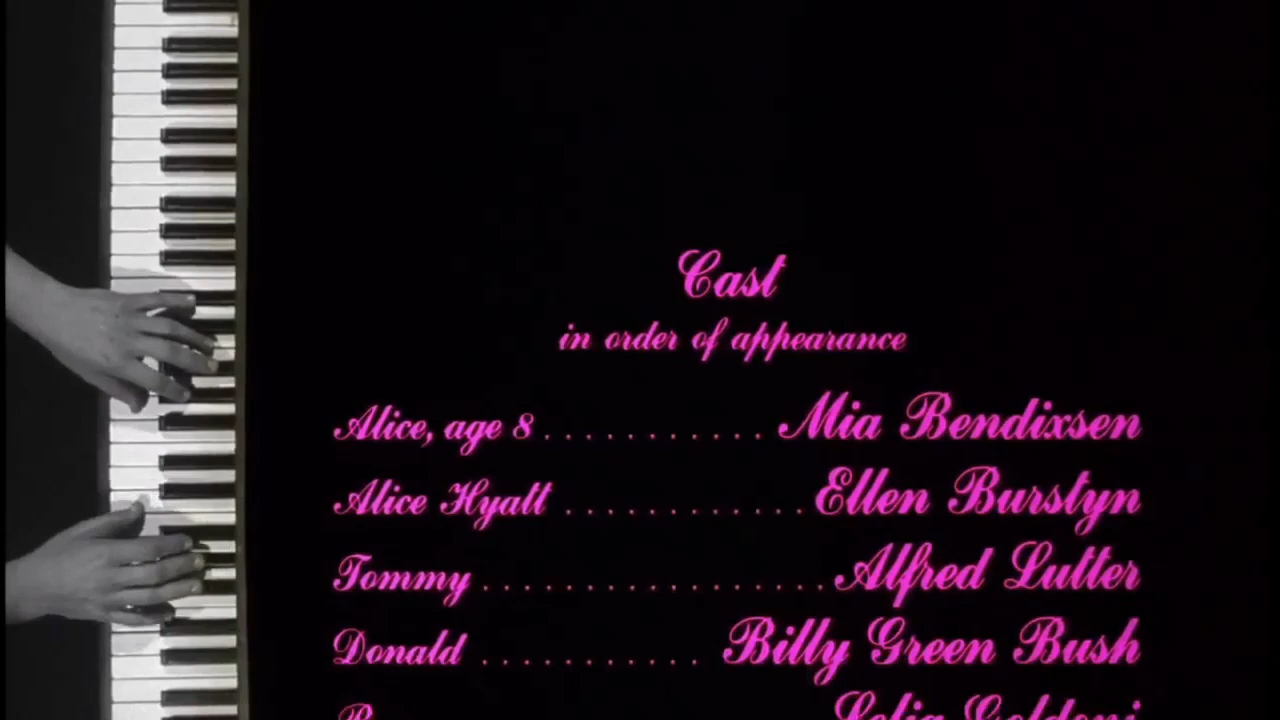 Cast
in order of appearance
Alice, age 8 . . . . . . . . . . . . Mia Bendixsen
Alice Hyatt . . . . . . . . . . . . Ellen Burstyn
Tommy . . . . . . . . . . . . . . . . . Alfred Lutter
Donald . . . . . . . . . . . Billy Green Bush